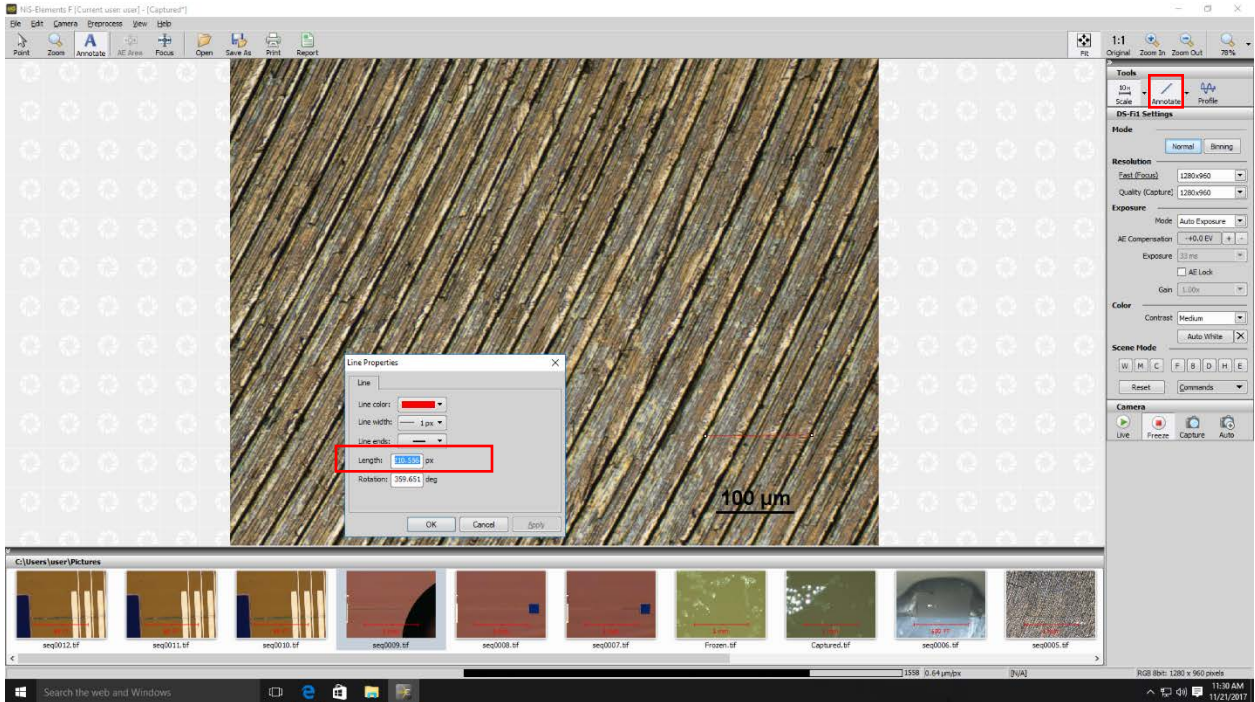 NIS-Elements F [Current user: user] - [Captured*]
File Edit Camera Preprocess View Help
Point Zoom Annotate AE Area Focus Open Save As Print Report Fit 1:1 Original Zoom In Zoom Out 78%
Tools
Scale Annotate Profile
DS-Fi1 Settings
Mode
Normal Binning
Resolution
Fast (Focus) 1280x960
Quality (Capture) 1280x960
Exposure
Mode Auto Exposure
AE Compensation +0.0 EV + -
Exposure 33 ms
AE Lock
Gain 1.00x
Color
Contrast Medium
Auto White
Scene Mode
W M C F B D H E
Reset Commands
Camera
Live Freeze Capture Auto
Line Properties
Line
Line color:
Line width: 1 px
Line ends:
Length: px
Rotation: 359.651 deg
OK Cancel Apply
100 µm
C:\Users\user\Pictures
seq0012.tif seq0011.tif seq0010.tif seq0009.tif seq0008.tif seq0007.tif Frozen.tif Captured.tif seq0006.tif seq0005.tif
1558 0.64 µm/px [N/A] RGB 8bit: 1280 x 960 pixels
Search the web and Windows
11:30 AM
11/21/2017